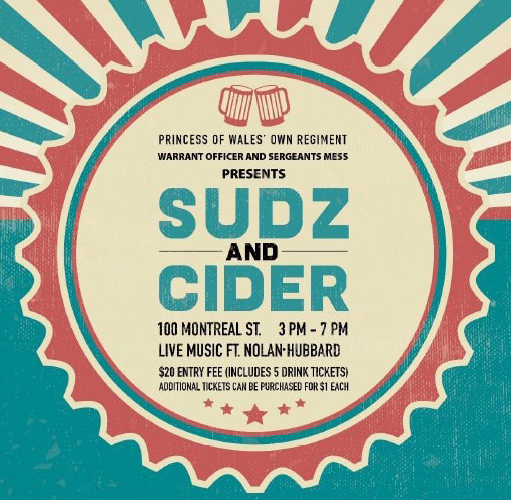 PRINCESS OF WALES' OWN REGIMENT
WARRANT OFFICER AND SERGEANTS MESS
PRESENTS
SUDZ
AND
CIDER
100 MONTREAL ST. 3 PM - 7 PM
LIVE MUSIC FT. NOLAN·HUBBARD
$20 ENTRY FEE (INCLUDES 5 DRINK TICKETS)
ADDITIONAL TICKETS CAN BE PURCHASED FOR $1 EACH